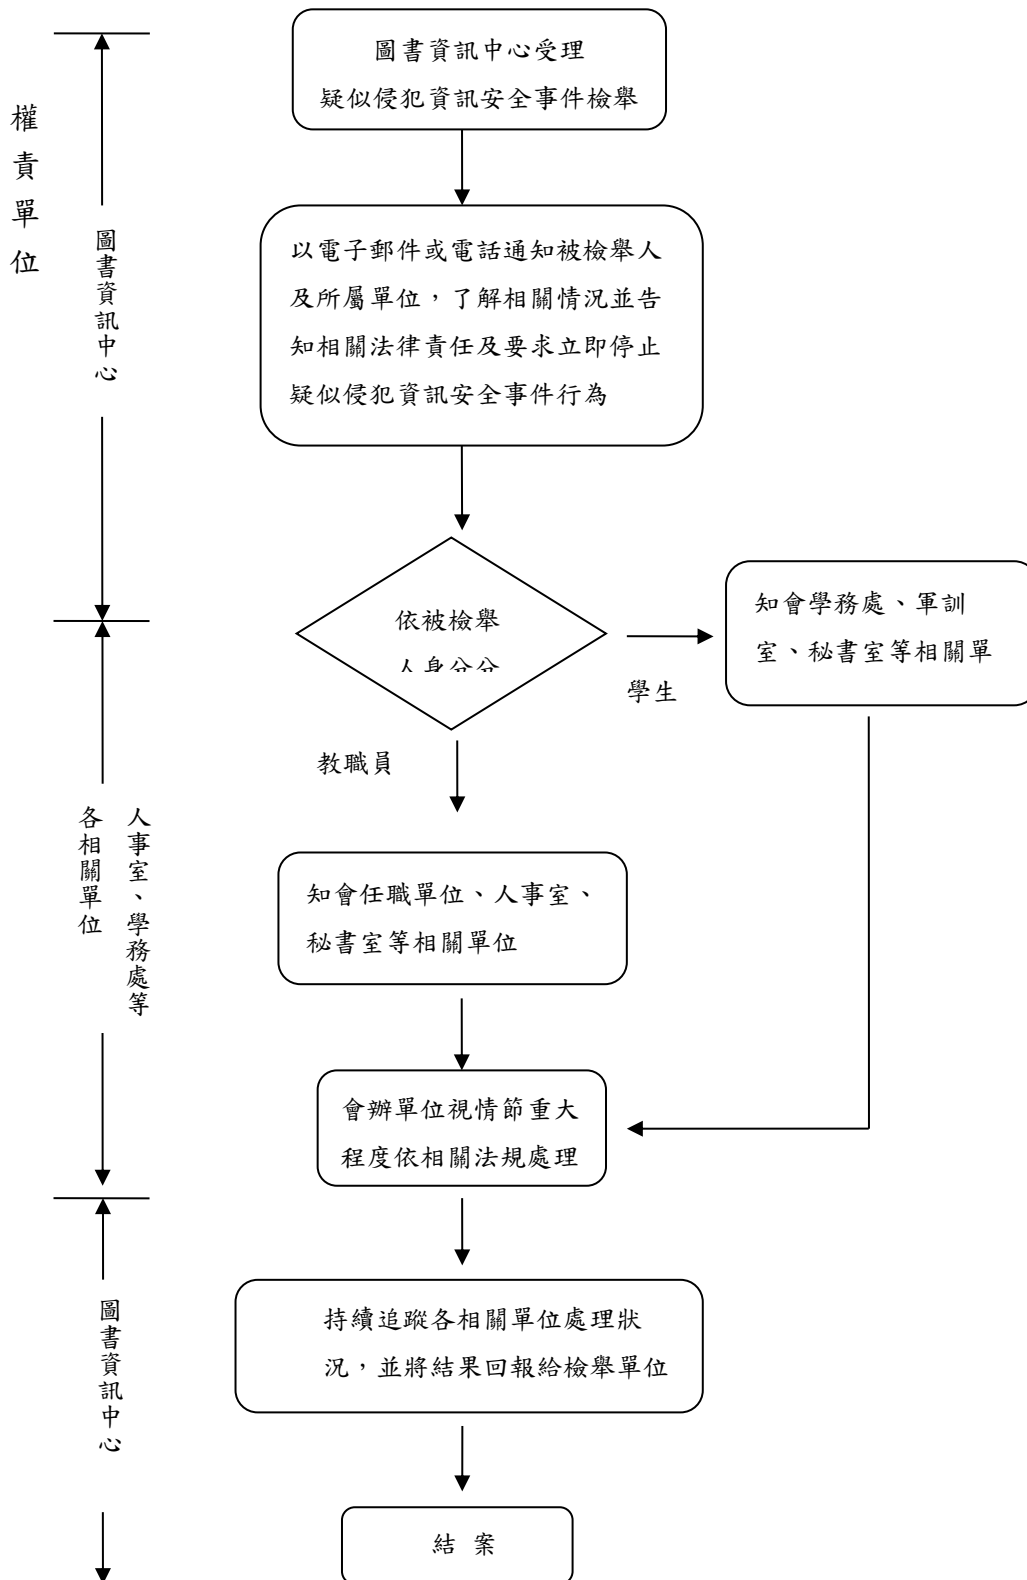 權責單位
圖書資訊中心
圖書資訊中心受理
疑似侵犯資訊安全事件檢舉
以電子郵件或電話通知被檢舉人
及所屬單位，了解相關情況並告
知相關法律責任及要求立即停止
疑似侵犯資訊安全事件行為
依被檢舉
人身分分
學生
知會學務處、軍訓
室、秘書室等相關單
教職員
人事室、學務處等
各相關單位
知會任職單位、人事室、
秘書室等相關單位
會辦單位視情節重大
程度依相關法規處理
圖書資訊中心
持續追蹤各相關單位處理狀
況，並將結果回報給檢舉單位
結 案